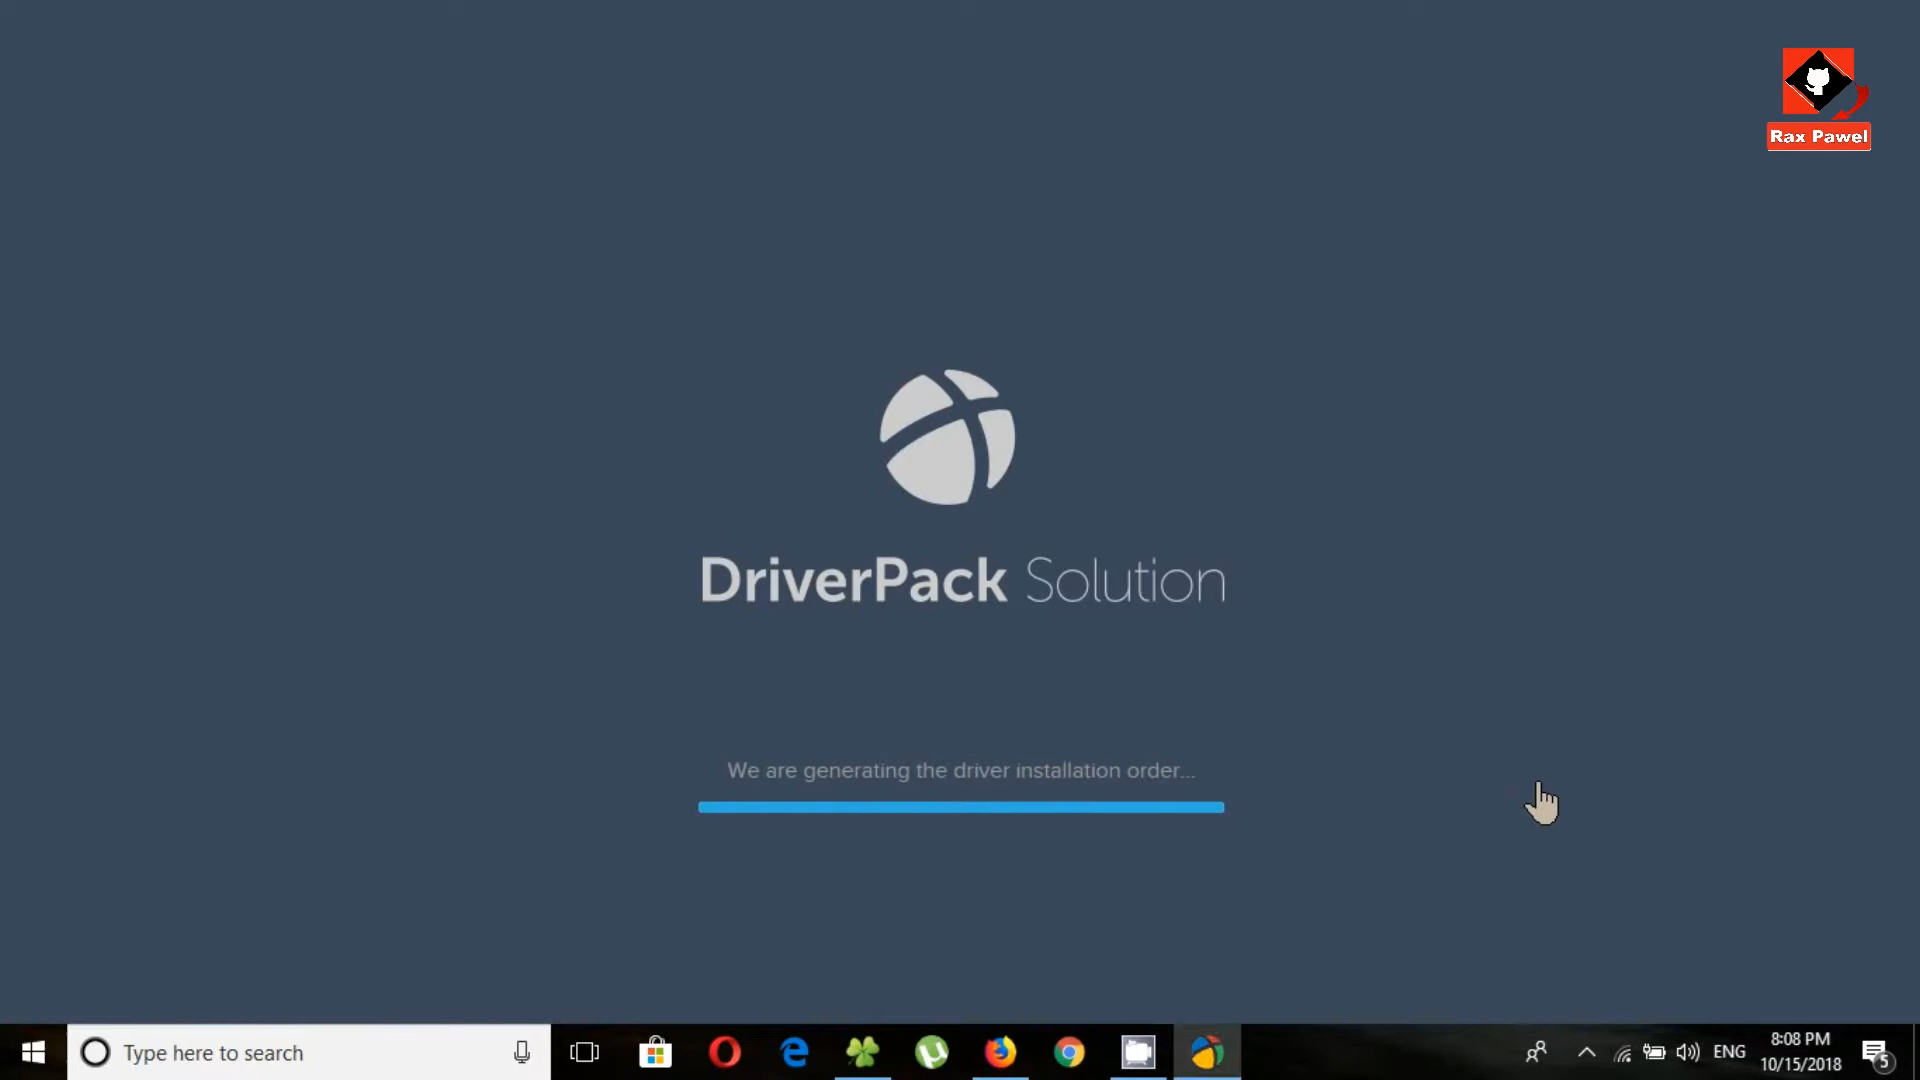 Rax Pawel
DriverPack Solution
We are generating the driver installation order...
Type here to search
ENG
8:08 PM
10/15/2018
5